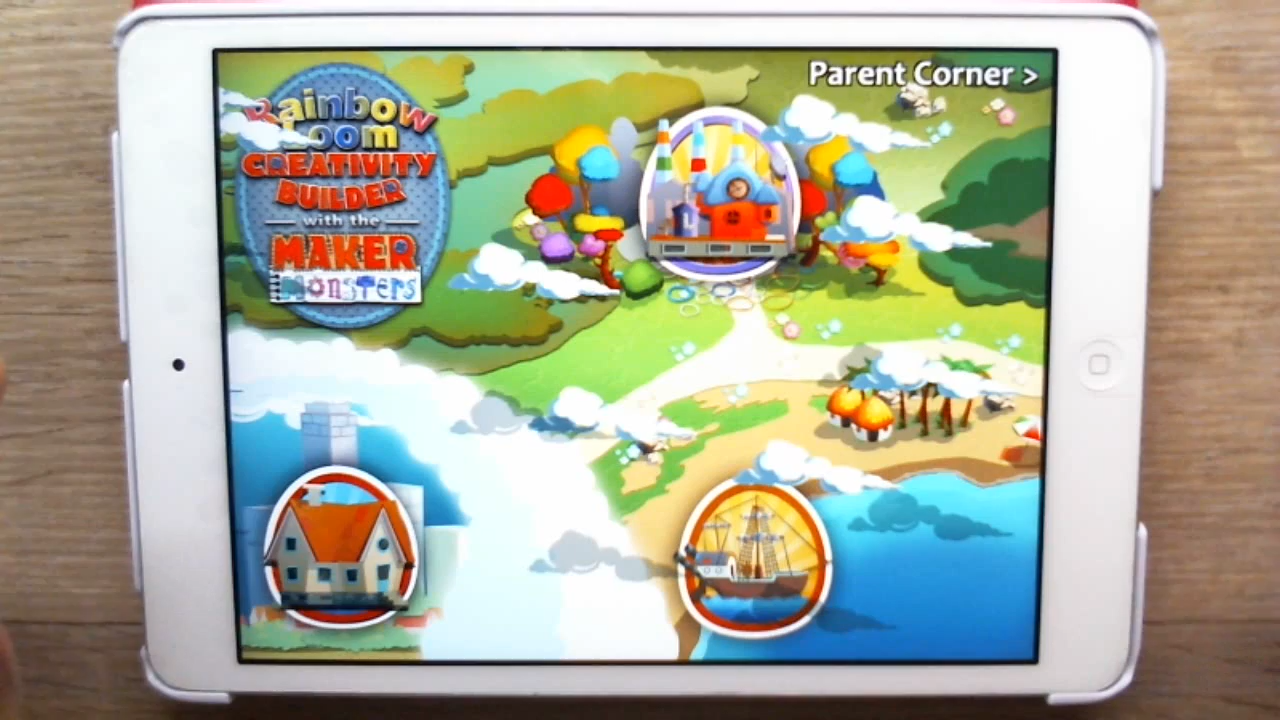 Rainbow
Loom
CREATIVITY
BUILDER
with the
MAKER
MONSTERS
Parent Corner >